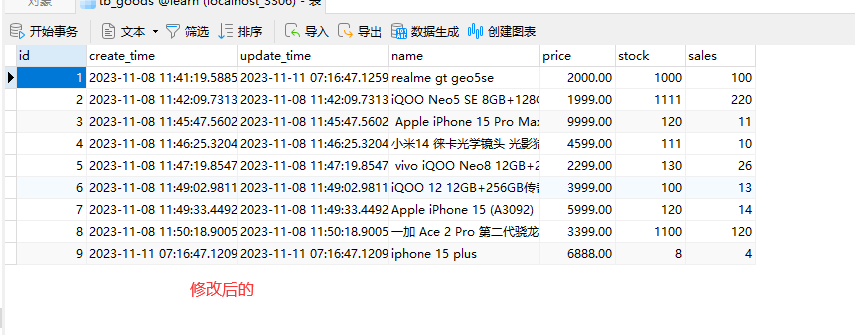 对象 tb_goods @learn (localhost_3306) - 表
开始事务 文本 筛选 排序 导入 导出 数据生成 创建图表
id create_time update_time name price stock sales
1 2023-11-08 11:41:19.5885 2023-11-11 07:16:47.1259 realme gt geo5se 2000.00 1000 100
2 2023-11-08 11:42:09.7313 2023-11-08 11:42:09.7313 iQOO Neo5 SE 8GB+128G 1999.00 1111 220
3 2023-11-08 11:45:47.5602 2023-11-08 11:45:47.5602 Apple iPhone 15 Pro Max 9999.00 120 11
4 2023-11-08 11:46:25.3204 2023-11-08 11:46:25.3204 小米14 徕卡光学镜头 光影 4599.00 111 10
5 2023-11-08 11:47:19.8547 2023-11-08 11:47:19.8547 vivo iQOO Neo8 12GB+2 2299.00 130 26
6 2023-11-08 11:49:02.9811 2023-11-08 11:49:02.9811 iQOO 12 12GB+256GB传 3999.00 100 13
7 2023-11-08 11:49:33.4492 2023-11-08 11:49:33.4492 Apple iPhone 15 (A3092) 5999.00 120 14
8 2023-11-08 11:50:18.9005 2023-11-08 11:50:18.9005 一加 Ace 2 Pro 第二代骁龙 3399.00 1100 120
9 2023-11-11 07:16:47.1209 2023-11-11 07:16:47.1209 iphone 15 plus 6888.00 8 4
修改后的